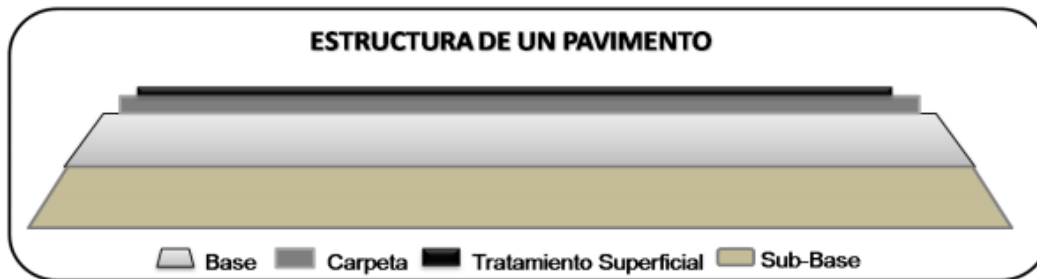 ESTRUCTURA DE UN PAVIMENTO
Base Carpeta Tratamiento Superficial Sub-Base